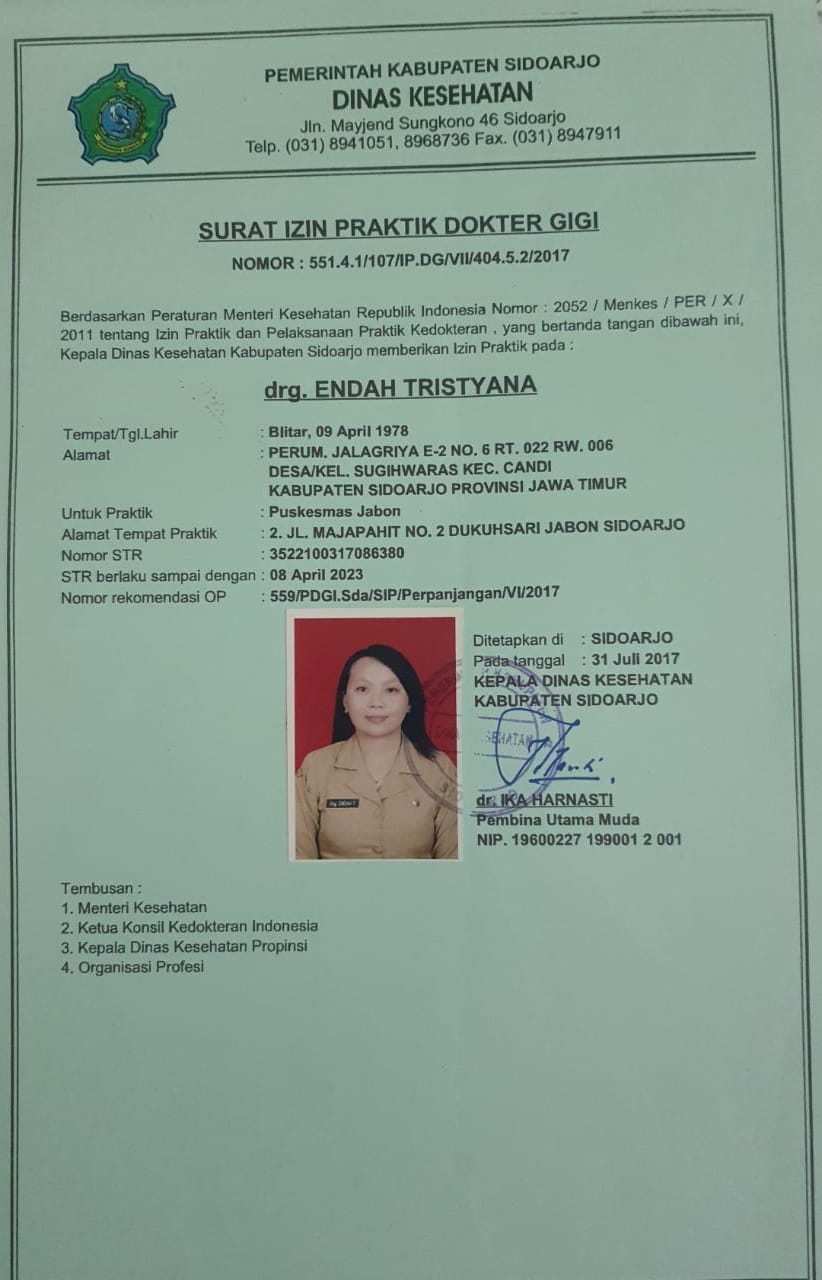 PEMERINTAH KABUPATEN SIDOARJO
DINAS KESEHATAN
Jln. Mayjend Sungkono 46 Sidoarjo
Telp. (031) 8941051, 8968736 Fax. (031) 8947911
SURAT IZIN PRAKTIK DOKTER GIGI
NOMOR : 551.4.1/107/IP.DG/VII/404.5.2/2017
Berdasarkan Peraturan Menteri Kesehatan Republik Indonesia Nomor : 2052 / Menkes / PER / X /
2011 tentang Izin Praktik dan Pelaksanaan Praktik Kedokteran , yang bertanda tangan dibawah ini,
Kepala Dinas Kesehatan Kabupaten Sidoarjo memberikan Izin Praktik pada :
drg. ENDAH TRISTYANA
Tempat/Tgl.Lahir : Blitar, 09 April 1978
Alamat : PERUM. JALAGRIYA E-2 NO. 6 RT. 022 RW. 006
DESA/KEL. SUGIHWARAS KEC. CANDI
KABUPATEN SIDOARJO PROVINSI JAWA TIMUR
Untuk Praktik : Puskesmas Jabon
Alamat Tempat Praktik : 2. JL. MAJAPAHIT NO. 2 DUKUHSARI JABON SIDOARJO
Nomor STR : 3522100317086380
STR berlaku sampai dengan : 08 April 2023
Nomor rekomendasi OP : 559/PDGI.Sda/SIP/Perpanjangan/VI/2017
Ditetapkan di : SIDOARJO
Pada tanggal : 31 Juli 2017
KEPALA DINAS KESEHATAN
KABUPATEN SIDOARJO
dr. IKA HARNASTI
Pembina Utama Muda
NIP. 19600227 199001 2 001
Tembusan :
1. Menteri Kesehatan
2. Ketua Konsil Kedokteran Indonesia
3. Kepala Dinas Kesehatan Propinsi
4. Organisasi Profesi